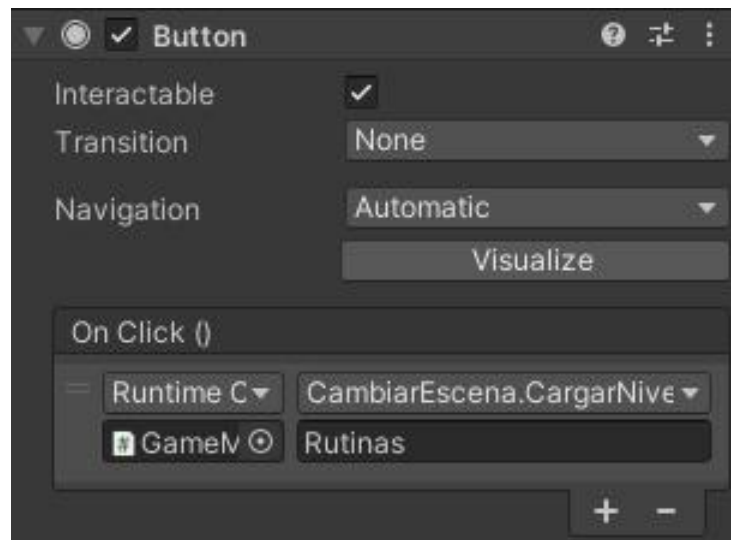 Button
Interactable
Transition None
Navigation Automatic
Visualize
On Click ()
Runtime C CambiarEscena.CargarNive
GameM Rutinas